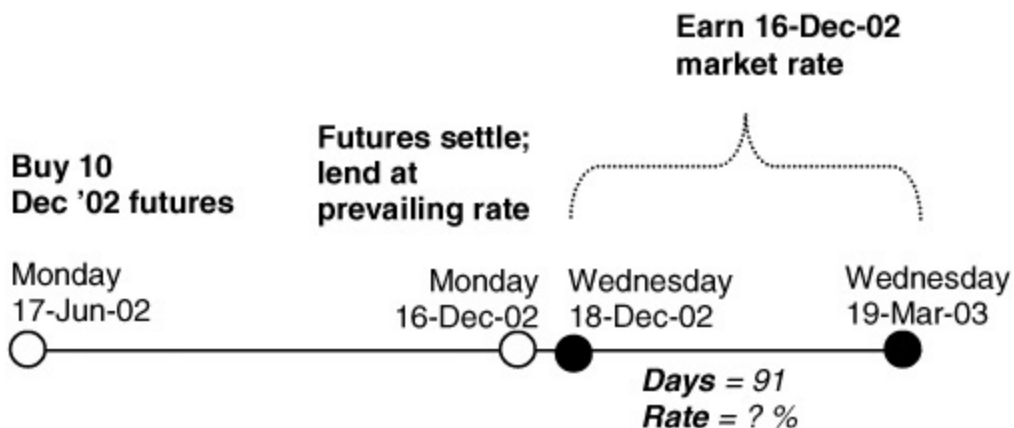 Earn 16-Dec-02
market rate
Futures settle;
lend at
prevailing rate
Buy 10
Dec ’02 futures
Monday
17-Jun-02
Monday
16-Dec-02
Wednesday
18-Dec-02
Wednesday
19-Mar-03
Days = 91
Rate = ? %